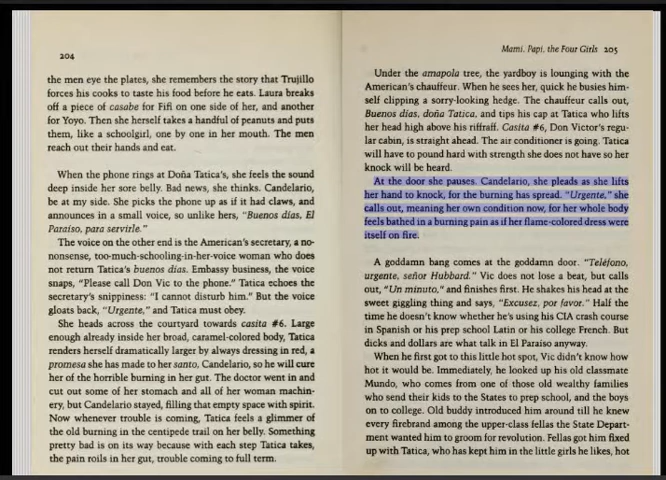 204
the men eye the plates, she remembers the story that Trujillo
forces his cooks to taste his food before he eats. Laura breaks
off a piece of casabe for Fifi on one side of her, and another
for Yoyo. Then she herself takes a handful of peanuts and puts
them, like a schoolgirl, one by one in her mouth. The men
reach out their hands and eat.
When the phone rings at Doña Tatica's, she feels the sound
deep inside her sore belly. Bad news, she thinks. Candelario,
be at my side. She picks the phone up as if it had claws, and
announces in a small voice, so unlike hers, "Buenos días, El
Paraíso, para servirle."
The voice on the other end is the American's secretary, a no-
nonsense, too-much-schooling-in-her-voice woman who does
not return Tatica's buenos días. Embassy business, the voice
snaps, "Please call Don Vic to the phone." Tatica echoes the
secretary's snippiness: "I cannot disturb him." But the voice
gloats back, "Urgente," and Tatica must obey.
She heads across the courtyard towards casita #6. Large
enough already inside her broad, caramel-colored body, Tatica
renders herself dramatically larger by always dressing in red, a
promesa she has made to her santo, Candelario, so he will cure
her of the horrible burning in her gut. The doctor went in and
cut out some of her stomach and all of her woman machin-
ery, but Candelario stayed, filling that empty space with spirit.
Now whenever trouble is coming, Tatica feels a glimmer of
the old burning in the centipede trail on her belly. Something
pretty bad is on its way because with each step Tatica takes,
the pain roils in her gut, trouble coming to full term.
Mami, Papi, the Four Girls 205
Under the amapola tree, the yardboy is lounging with the
American's chauffeur. When he sees her, quick he busies him-
self clipping a sorry-looking hedge. The chauffeur calls out,
Buenos días, doña Tatica, and tips his cap at Tatica who lifts
her head high above his riffraff. Casita #6, Don Victor's regu-
lar cabin, is straight ahead. The air conditioner is going. Tatica
will have to pound hard with strength she does not have so her
knock will be heard.
At the door she pauses. Candelario, she pleads as she lifts
her hand to knock, for the burning has spread. "Urgente," she
calls out, meaning her own condition now, for her whole body
feels bathed in a burning pain as if her flame-colored dress were
itself on fire.
A goddamn bang comes at the goddamn door. "Teléfono,
urgente, señor Hubbard." Vic does not lose a beat, but calls
out, "Un minuto," and finishes first. He shakes his head at the
sweet giggling thing and says, "Excusez, por favor." Half the
time he doesn't know whether he's using his CIA crash course
in Spanish or his prep school Latin or his college French. But
dicks and dollars are what talk in El Paraíso anyway.
When he first got to this little hot spot, Vic didn't know how
hot it would be. Immediately, he looked up his old classmate
Mundo, who comes from one of those old wealthy families
who send their kids to the States to prep school, and the boys
on to college. Old buddy introduced him around till he knew
every firebrand among the upper-class fellas the State Depart-
ment wanted him to groom for revolution. Fellas got him fixed
up with Tatica, who has kept him in the little girls he likes, hot